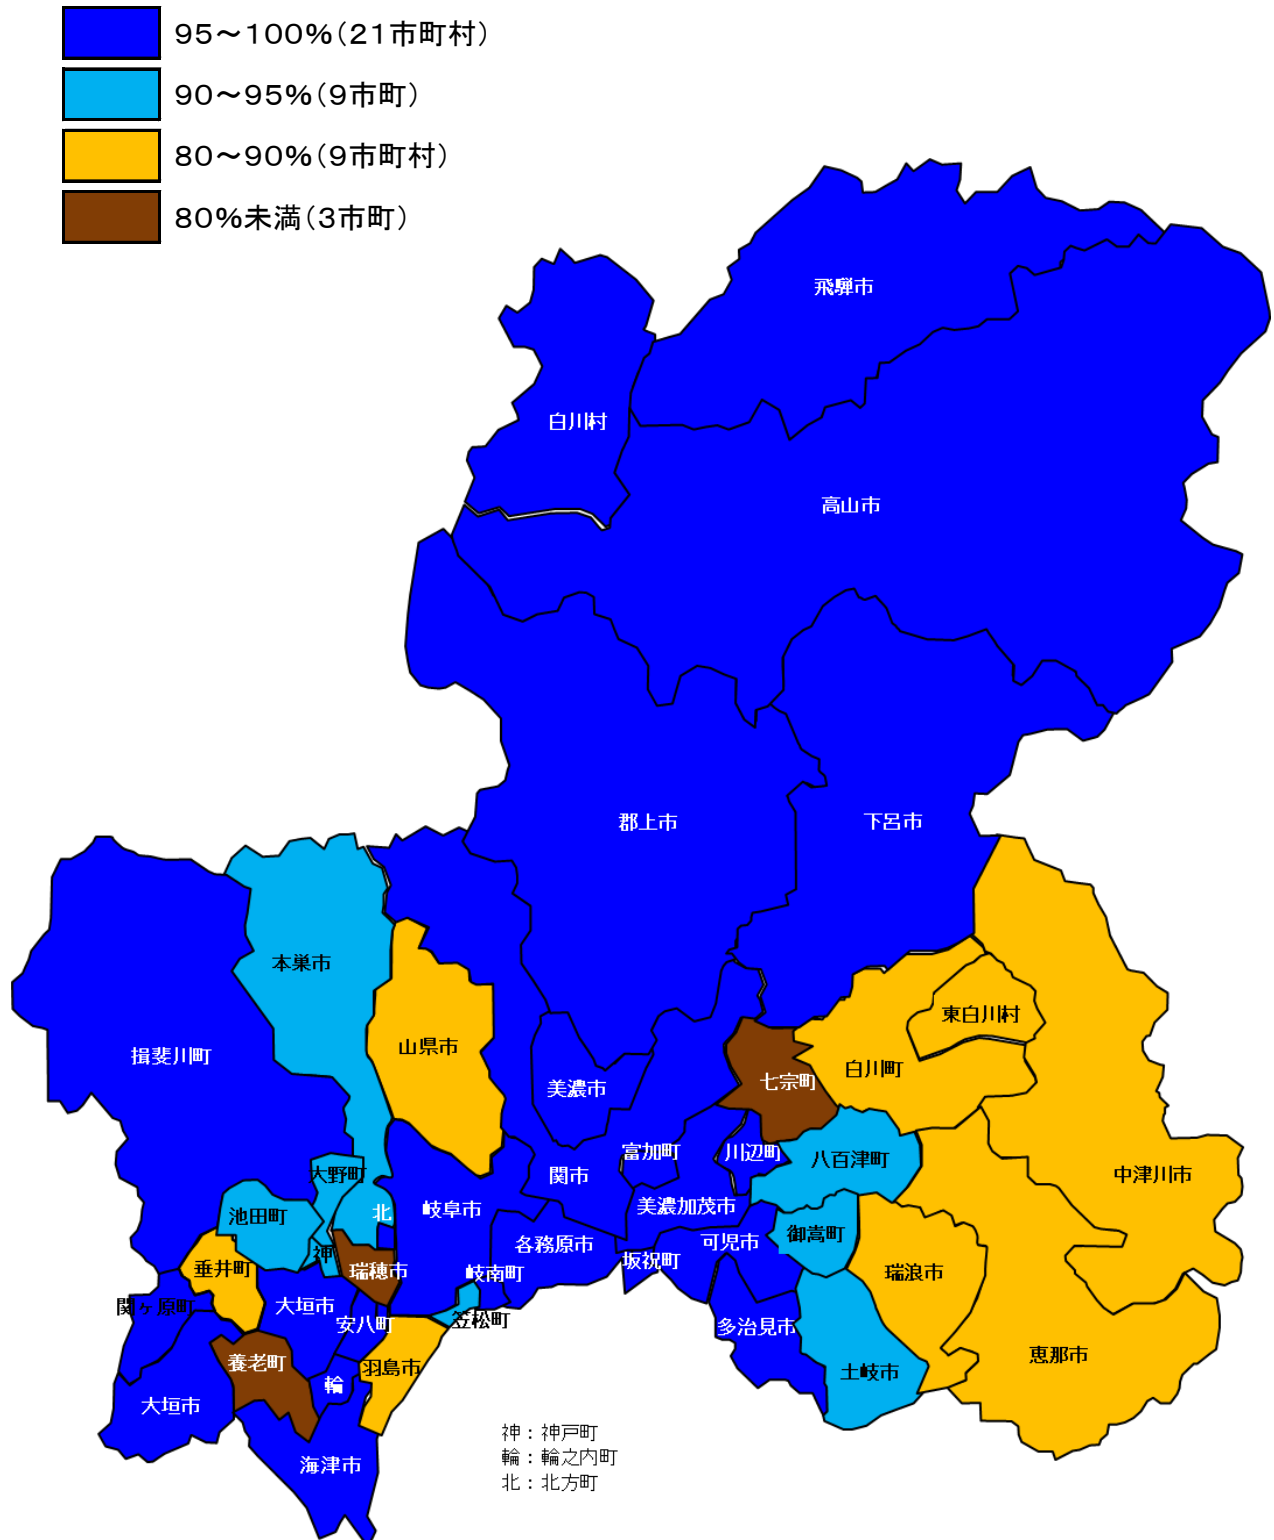 95～100%(21市町村)
90～95%(9市町)
80～90%(9市町村)
80%未満(3市町)
飛騨市
白川村
高山市
郡上市
下呂市
本巣市
東白川村
揖斐川町
山県市
白川町
七宗町
美濃市
富加町
川辺町
八百津町
大野町
関市
中津川市
池田町
北
岐阜市
美濃加茂市
御嵩町
神
各務原市
可児市
垂井町
瑞穂市
岐南町
坂祝町
瑞浪市
関ヶ原町
大垣市
安八町
笠松町
多治見市
養老町
羽島市
恵那市
土岐市
輪
大垣市
海津市
神：神戸町
輪：輪之内町
北：北方町